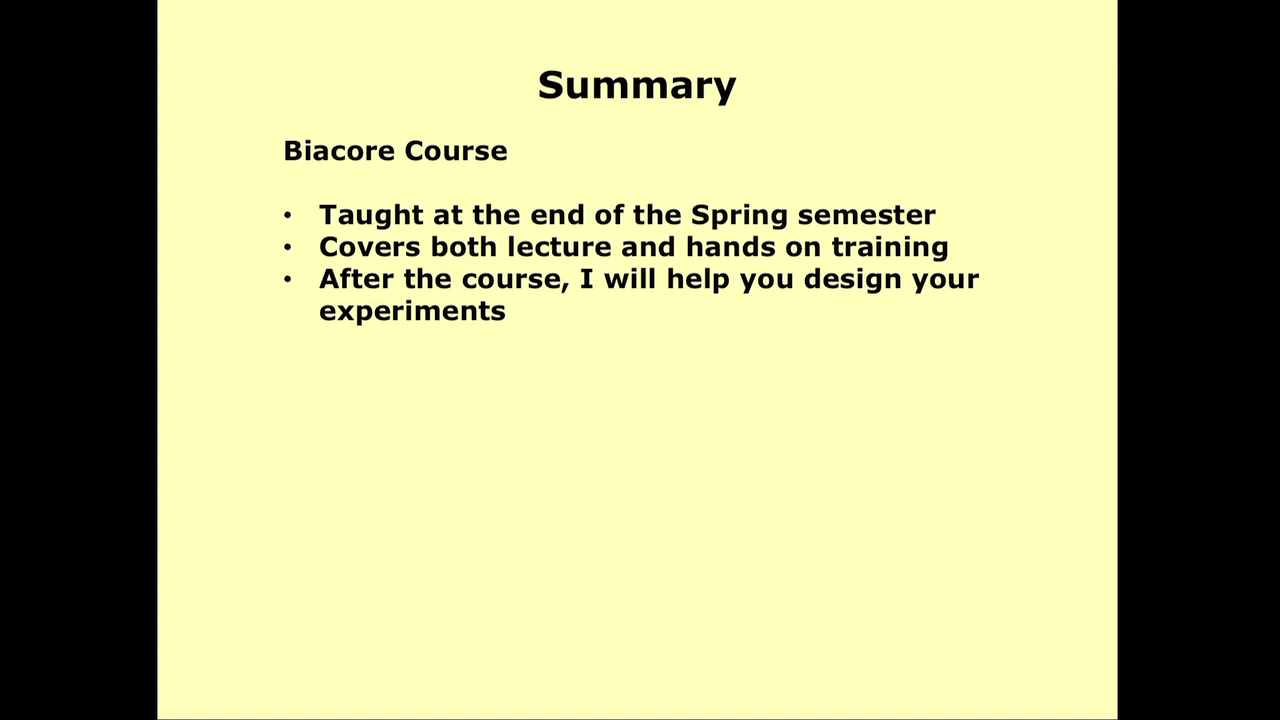 Summary
Biacore Course
• Taught at the end of the Spring semester
• Covers both lecture and hands on training
• After the course, I will help you design your
experiments